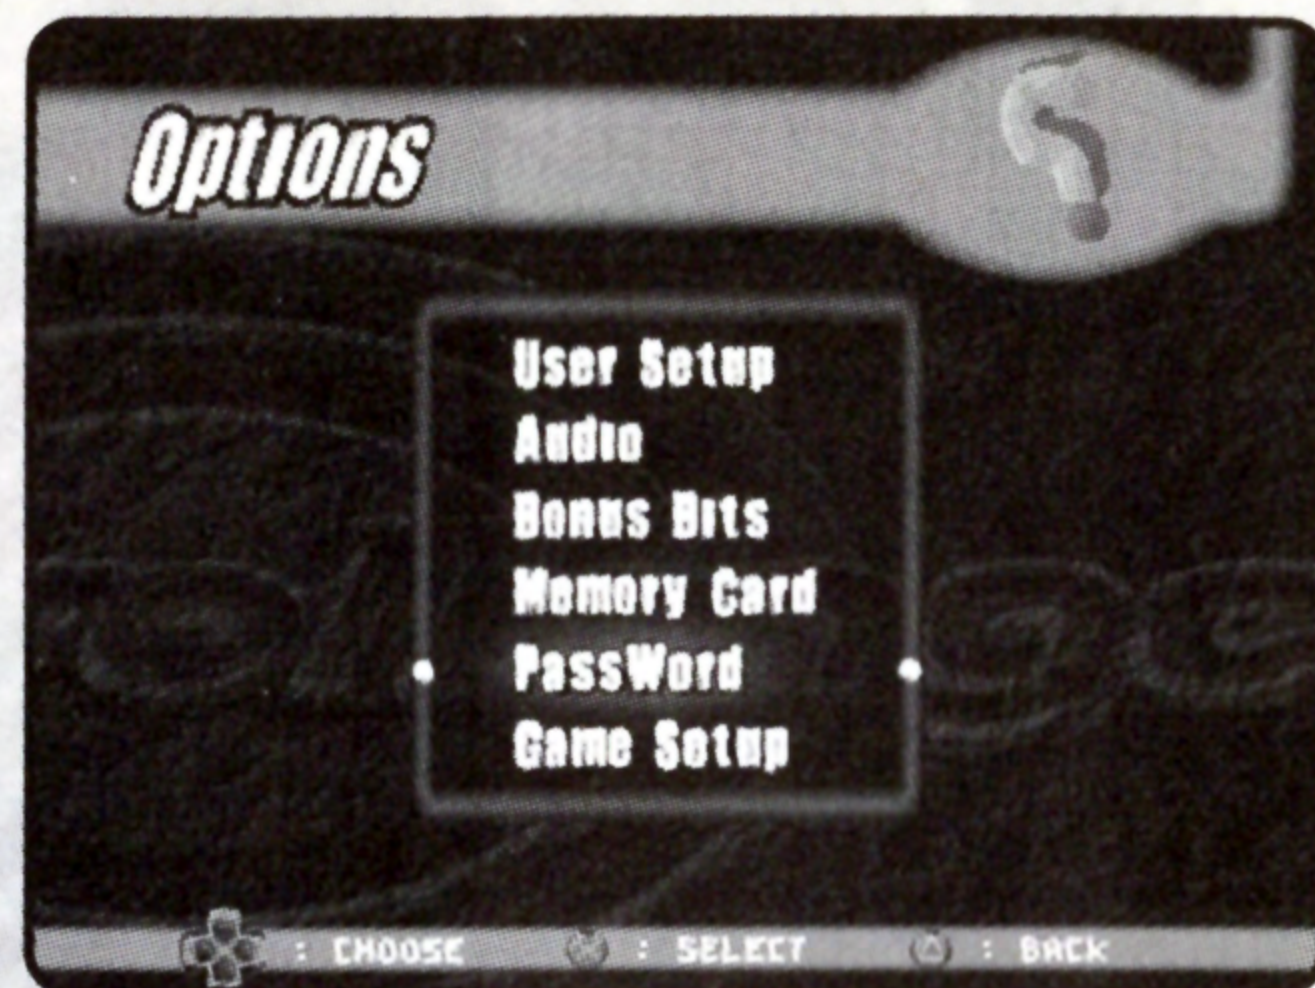 Options
User Setup
Audio
Bonus Bits
Memory Card
PassWord
Game Setup
: CHOOSE : SELECT : BACK